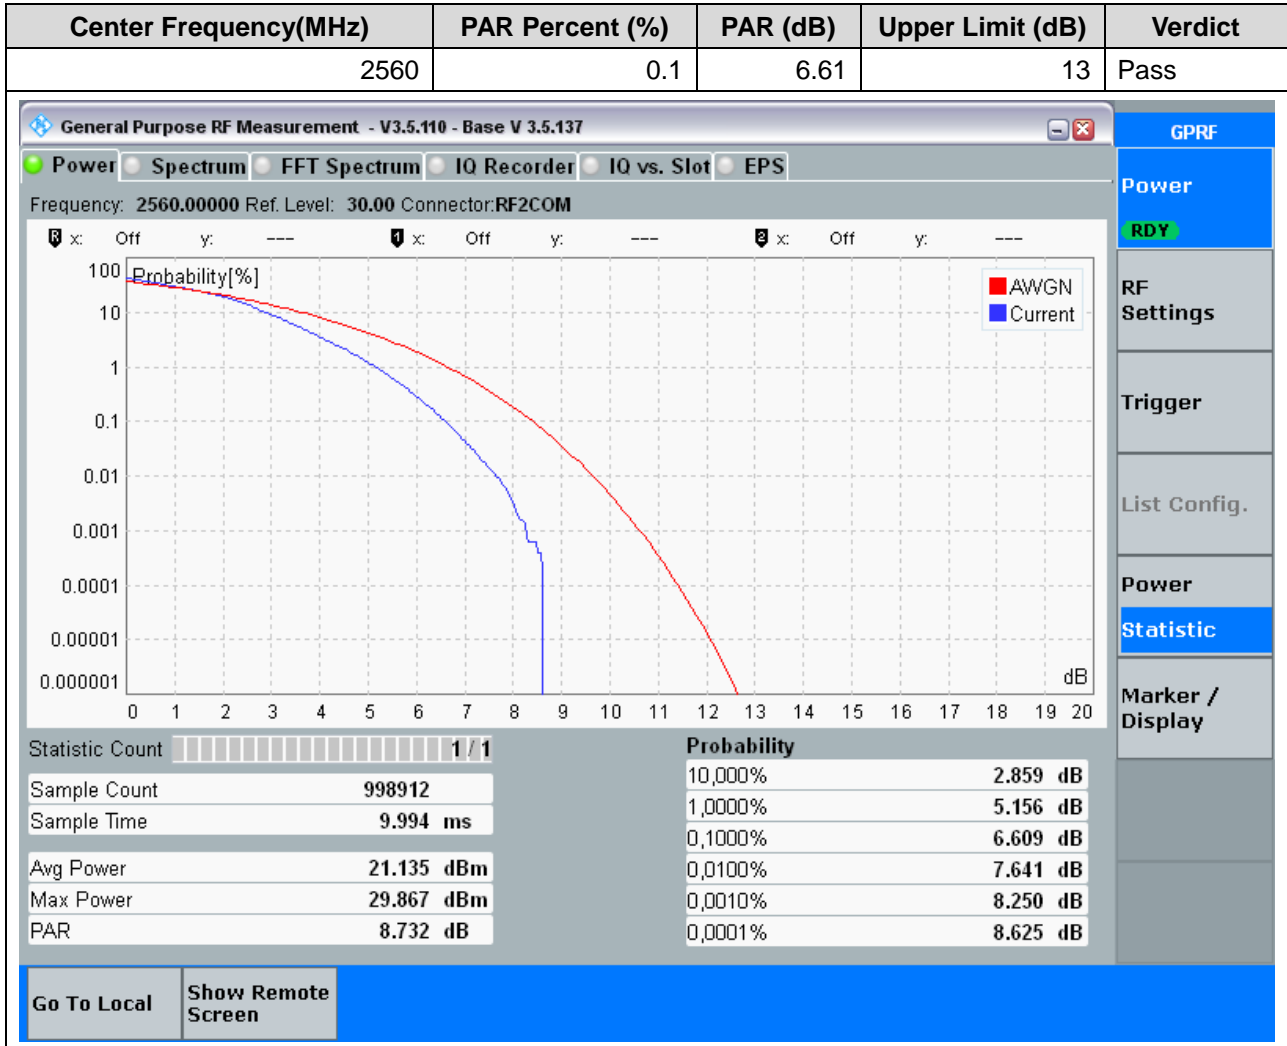 Center Frequency(MHz) PAR Percent (%) PAR (dB) Upper Limit (dB) Verdict
2560 0.1 6.61 13 Pass
General Purpose RF Measurement - V3.5.110 - Base V 3.5.137
GPRF
Power Spectrum FFT Spectrum IQ Recorder IQ vs. Slot EPS
Power
RDY
Frequency: 2560.00000 Ref. Level: 30.00 Connector:RF2COM
R x: Off y: --- 1 x: Off y: --- 2 x: Off y: ---
Probability[%]
AWGN
Current
100
10
1
0.1
0.01
0.001
0.0001
0.00001
0.000001
dB
0 1 2 3 4 5 6 7 8 9 10 11 12 13 14 15 16 17 18 19 20
RF
Settings
Trigger
List Config.
Power
Statistic
Marker /
Display
Statistic Count 1 / 1
Sample Count 998912
Sample Time 9.994 ms
Avg Power 21.135 dBm
Max Power 29.867 dBm
PAR 8.732 dB
Probability
10,000% 2.859 dB
1,0000% 5.156 dB
0,1000% 6.609 dB
0,0100% 7.641 dB
0,0010% 8.250 dB
0,0001% 8.625 dB
Go To Local
Show Remote
Screen